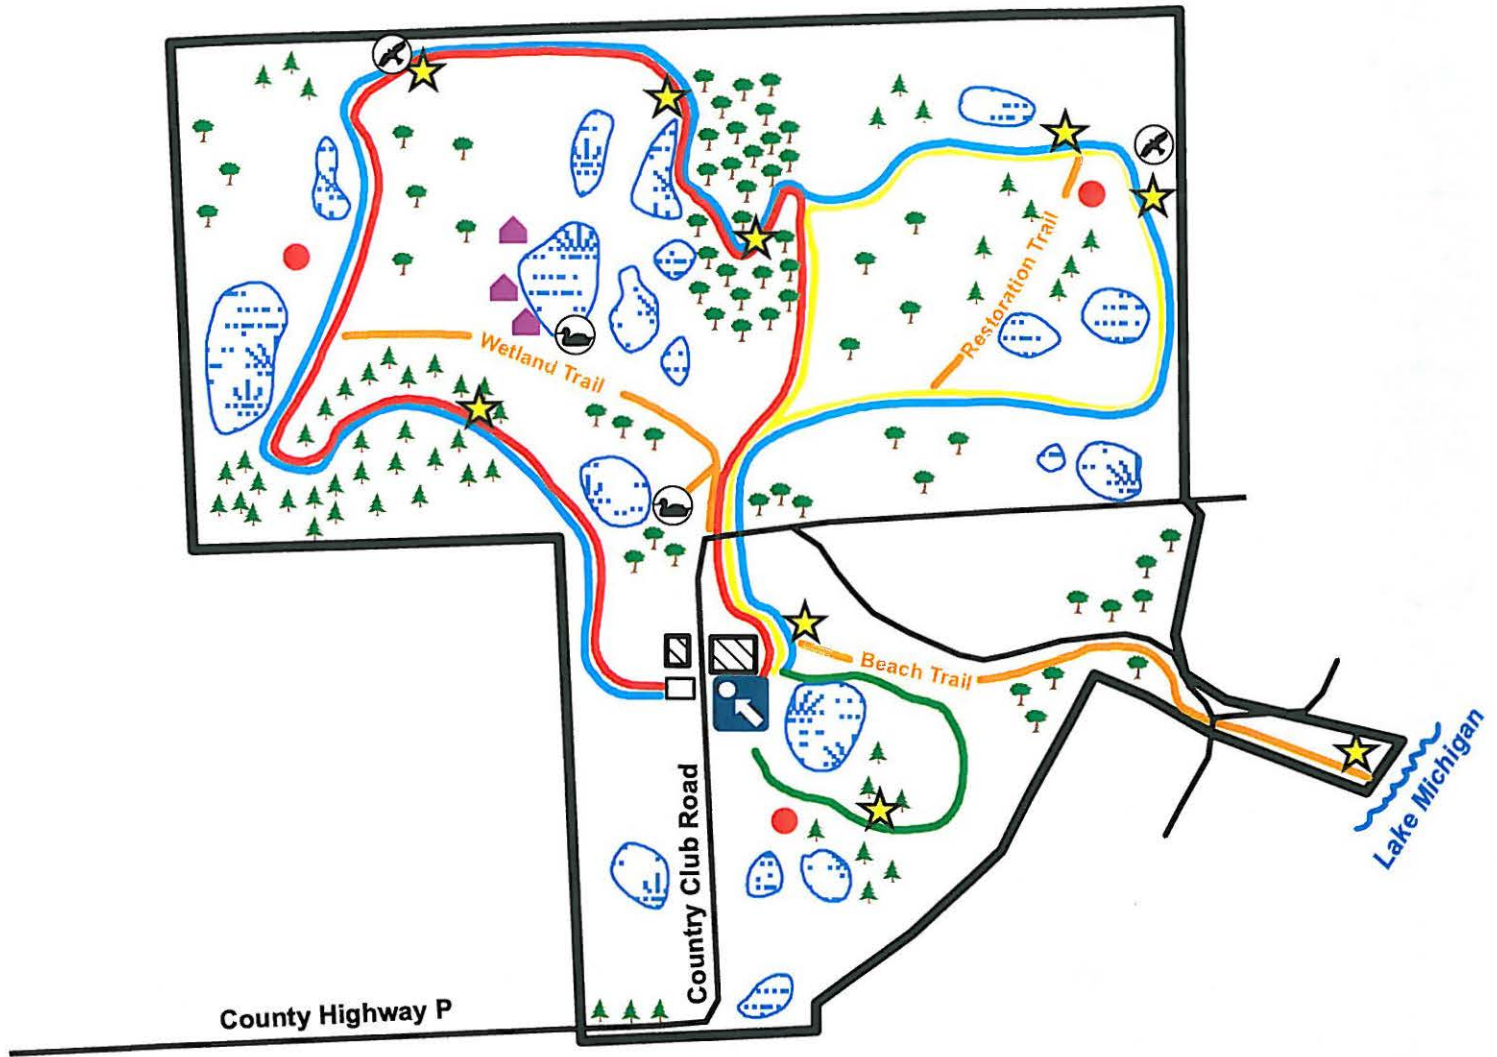 Restoration Trail
Wetland Trail
Beach Trail
Lake Michigan
Country Club Road
County Highway P